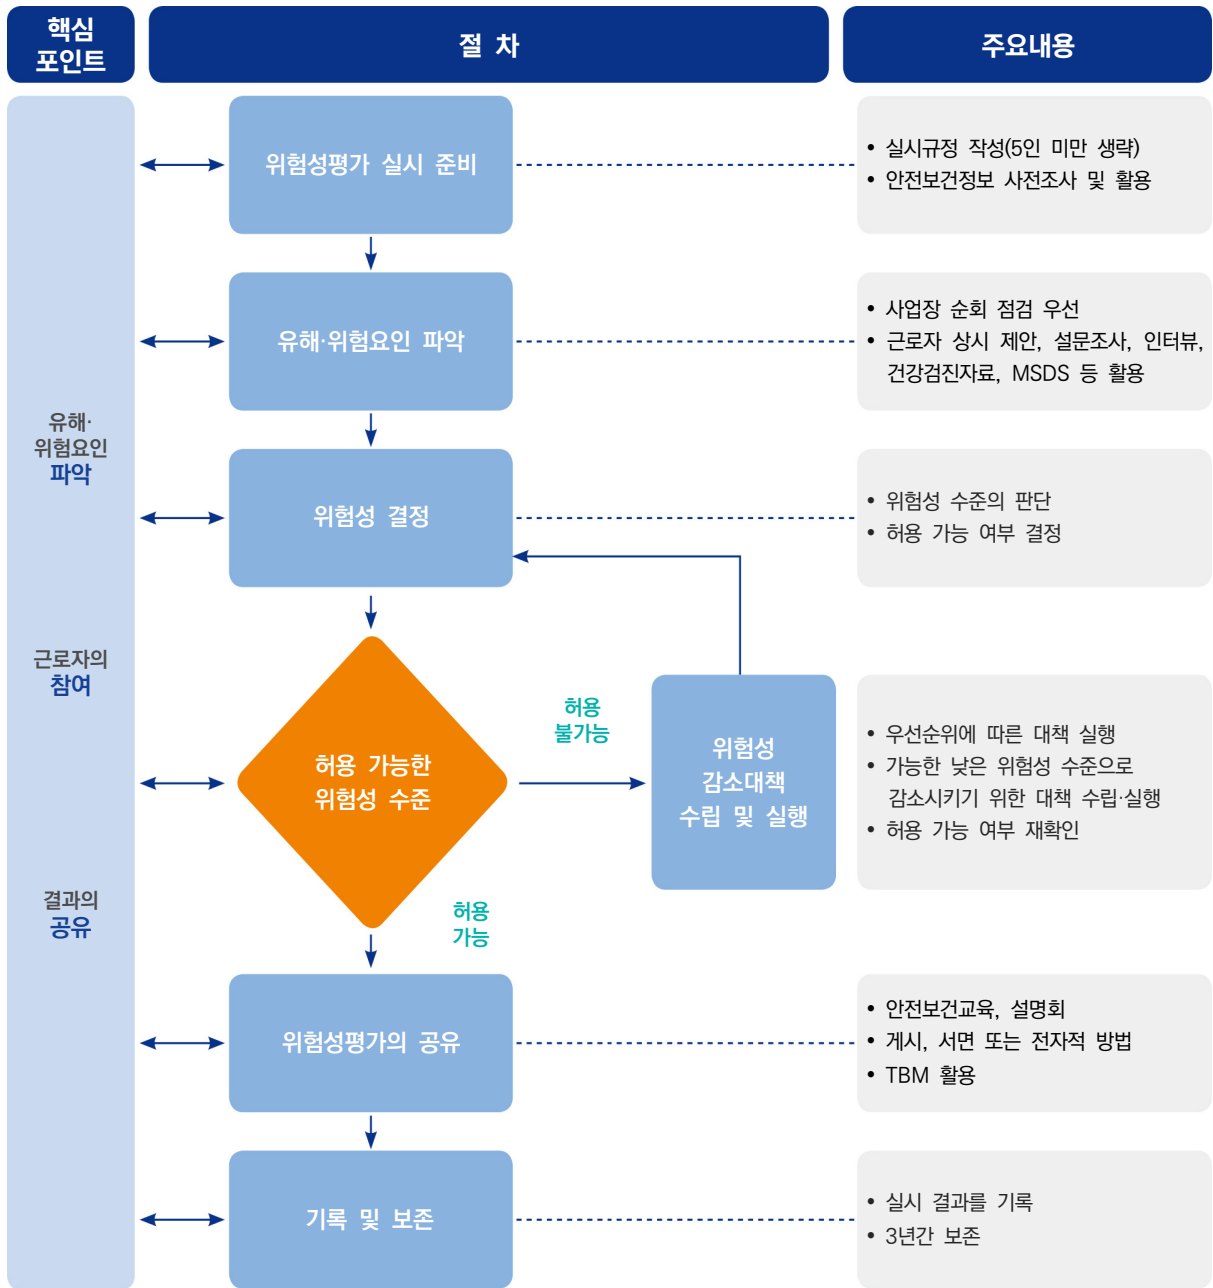 핵심
포인트
절 차
주요내용
위험성평가 실시 준비
• 실시규정 작성(5인 미만 생략)
• 안전보건정보 사전조사 및 활용
유해·위험요인 파악
• 사업장 순회 점검 우선
• 근로자 상시 제안, 설문조사, 인터뷰,
건강검진자료, MSDS 등 활용
유해·
위험요인
파악
위험성 결정
• 위험성 수준의 판단
• 허용 가능 여부 결정
근로자의
참여
허용 가능한
위험성 수준
허용
불가능
위험성
감소대책
수립 및 실행
• 우선순위에 따른 대책 실행
• 가능한 낮은 위험성 수준으로
감소시키기 위한 대책 수립·실행
• 허용 가능 여부 재확인
결과의
공유
허용
가능
위험성평가의 공유
• 안전보건교육, 설명회
• 게시, 서면 또는 전자적 방법
• TBM 활용
기록 및 보존
• 실시 결과를 기록
• 3년간 보존